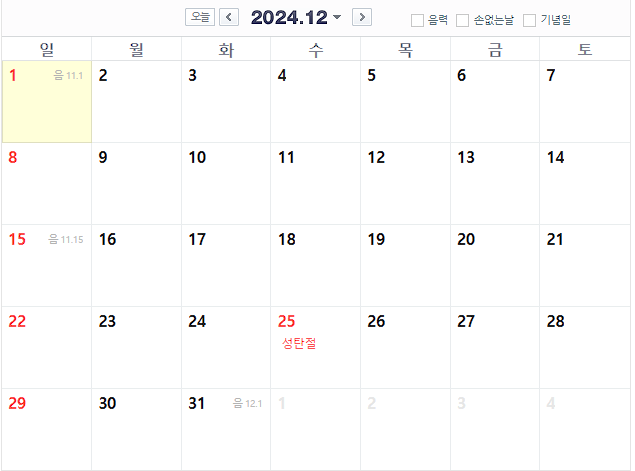 오늘 2024.12 음력 손없는날 기념일
일 월 화 수 목 금 토
1 음 11.1 2 3 4 5 6 7
8 9 10 11 12 13 14
15 음 11.15 16 17 18 19 20 21
22 23 24 25 26 27 28
성탄절
29 30 31 음 12.1 1 2 3 4